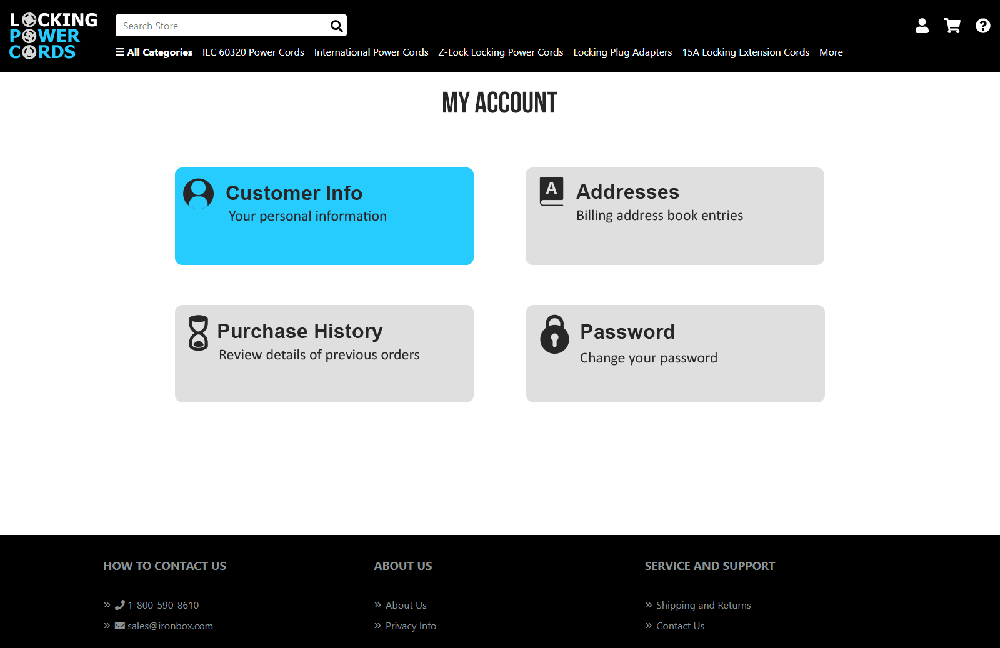 LOCKING
POWER
CORDS
Search Store
All Categories IEC 60320 Power Cords International Power Cords Z-Lock Locking Power Cords Locking Plug Adapters 15A Locking Extension Cords More
MY ACCOUNT
Customer Info
Your personal information
A
Addresses
Billing address book entries
Purchase History
Review details of previous orders
Password
Change your password
HOW TO CONTACT US
» 1-800-590-8610
» sales@ironbox.com
ABOUT US
» About Us
» Privacy Info
SERVICE AND SUPPORT
» Shipping and Returns
» Contact Us